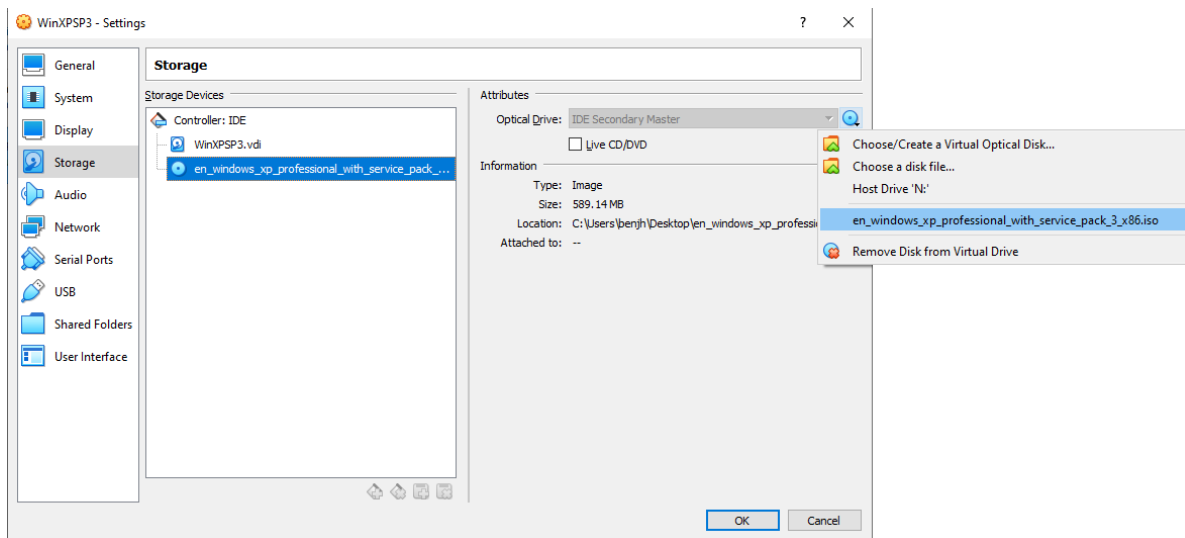 WinXPSP3 - Settings
General
System
Display
Storage
Audio
Network
Serial Ports
USB
Shared Folders
User Interface
Storage
Storage Devices
Controller: IDE
WinXPSP3.vdi
en_windows_xp_professional_with_service_pack_...
Attributes
Optical Drive: IDE Secondary Master
Live CD/DVD
Information
Type: Image
Size: 589.14 MB
Location: C:\Users\benjh\Desktop\en_windows_xp_professi
Attached to: --
Choose/Create a Virtual Optical Disk...
Choose a disk file...
Host Drive 'N:'
en_windows_xp_professional_with_service_pack_3_x86.iso
Remove Disk from Virtual Drive
OK Cancel